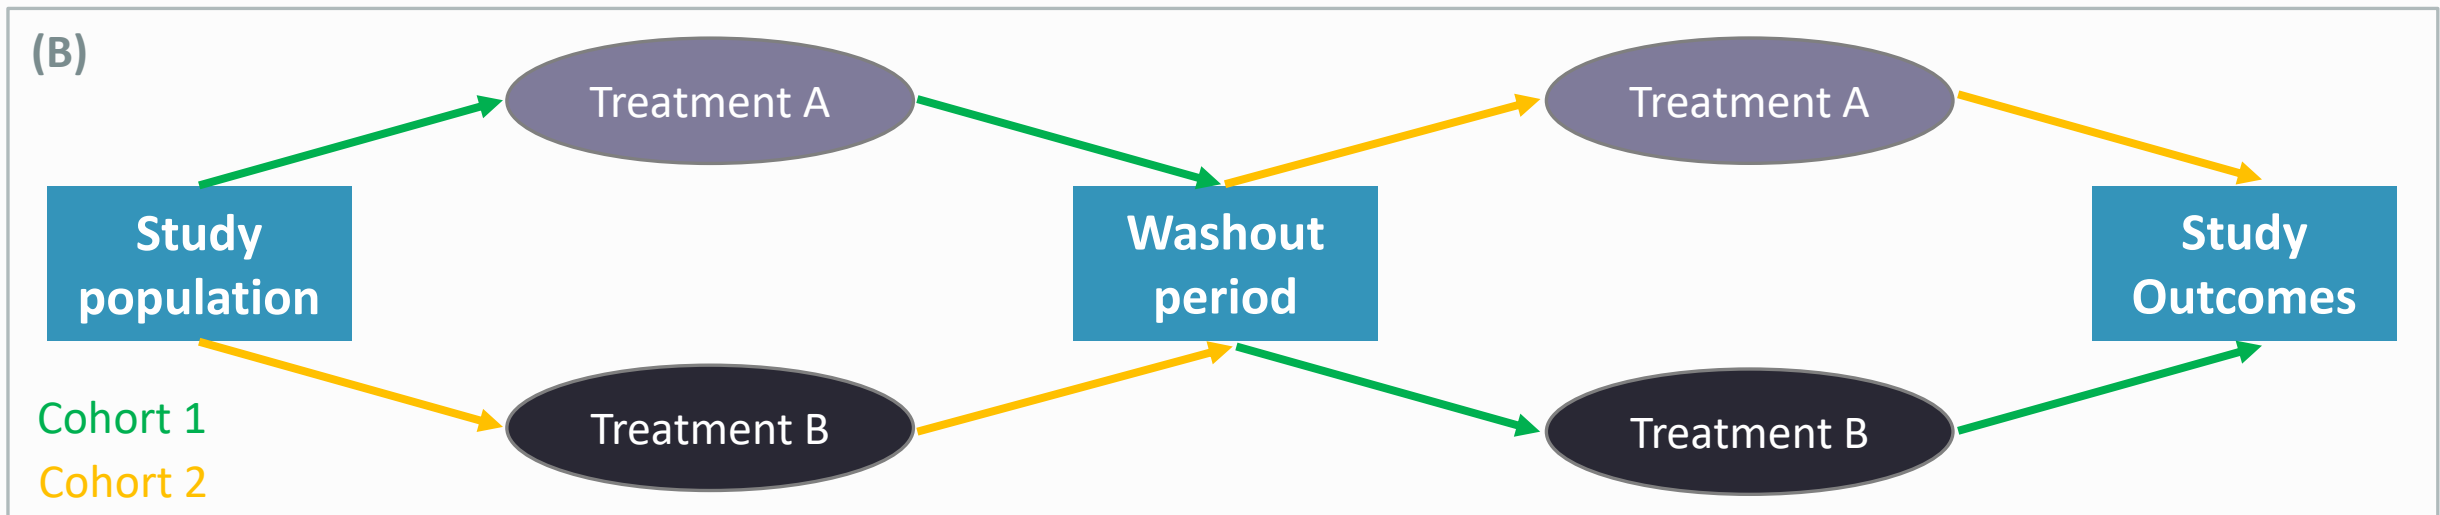 (B)
Treatment A
Treatment A
Study
population
Washout
period
Study
Outcomes
Treatment B
Treatment B
Cohort 1
Cohort 2